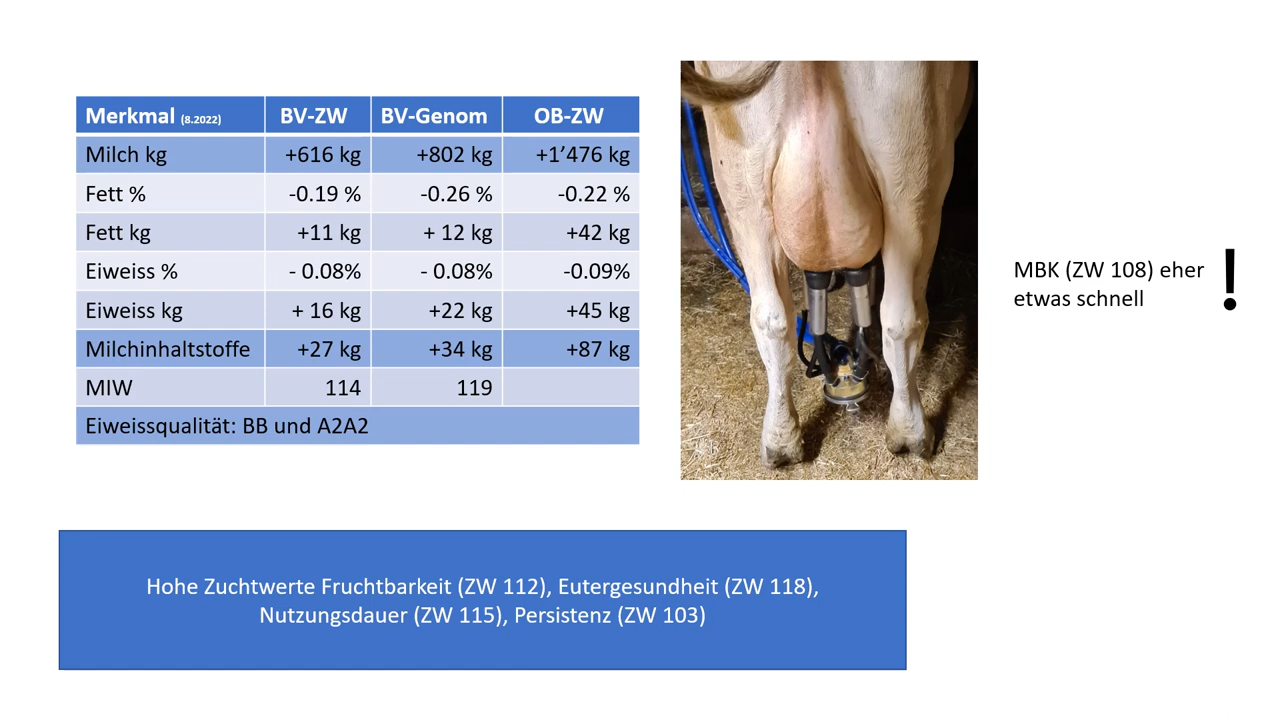 Merkmal (8.2022) BV-ZW BV-Genom OB-ZW
Milch kg +616 kg +802 kg +1’476 kg
Fett % -0.19 % -0.26 % -0.22 %
Fett kg +11 kg + 12 kg +42 kg
Eiweiss % - 0.08% - 0.08% -0.09%
Eiweiss kg + 16 kg +22 kg +45 kg
Milchinhaltstoffe +27 kg +34 kg +87 kg
MIW 114 119
Eiweissqualität: BB und A2A2
MBK (ZW 108) eher
etwas schnell
!
Hohe Zuchtwerte Fruchtbarkeit (ZW 112), Eutergesundheit (ZW 118),
Nutzungsdauer (ZW 115), Persistenz (ZW 103)